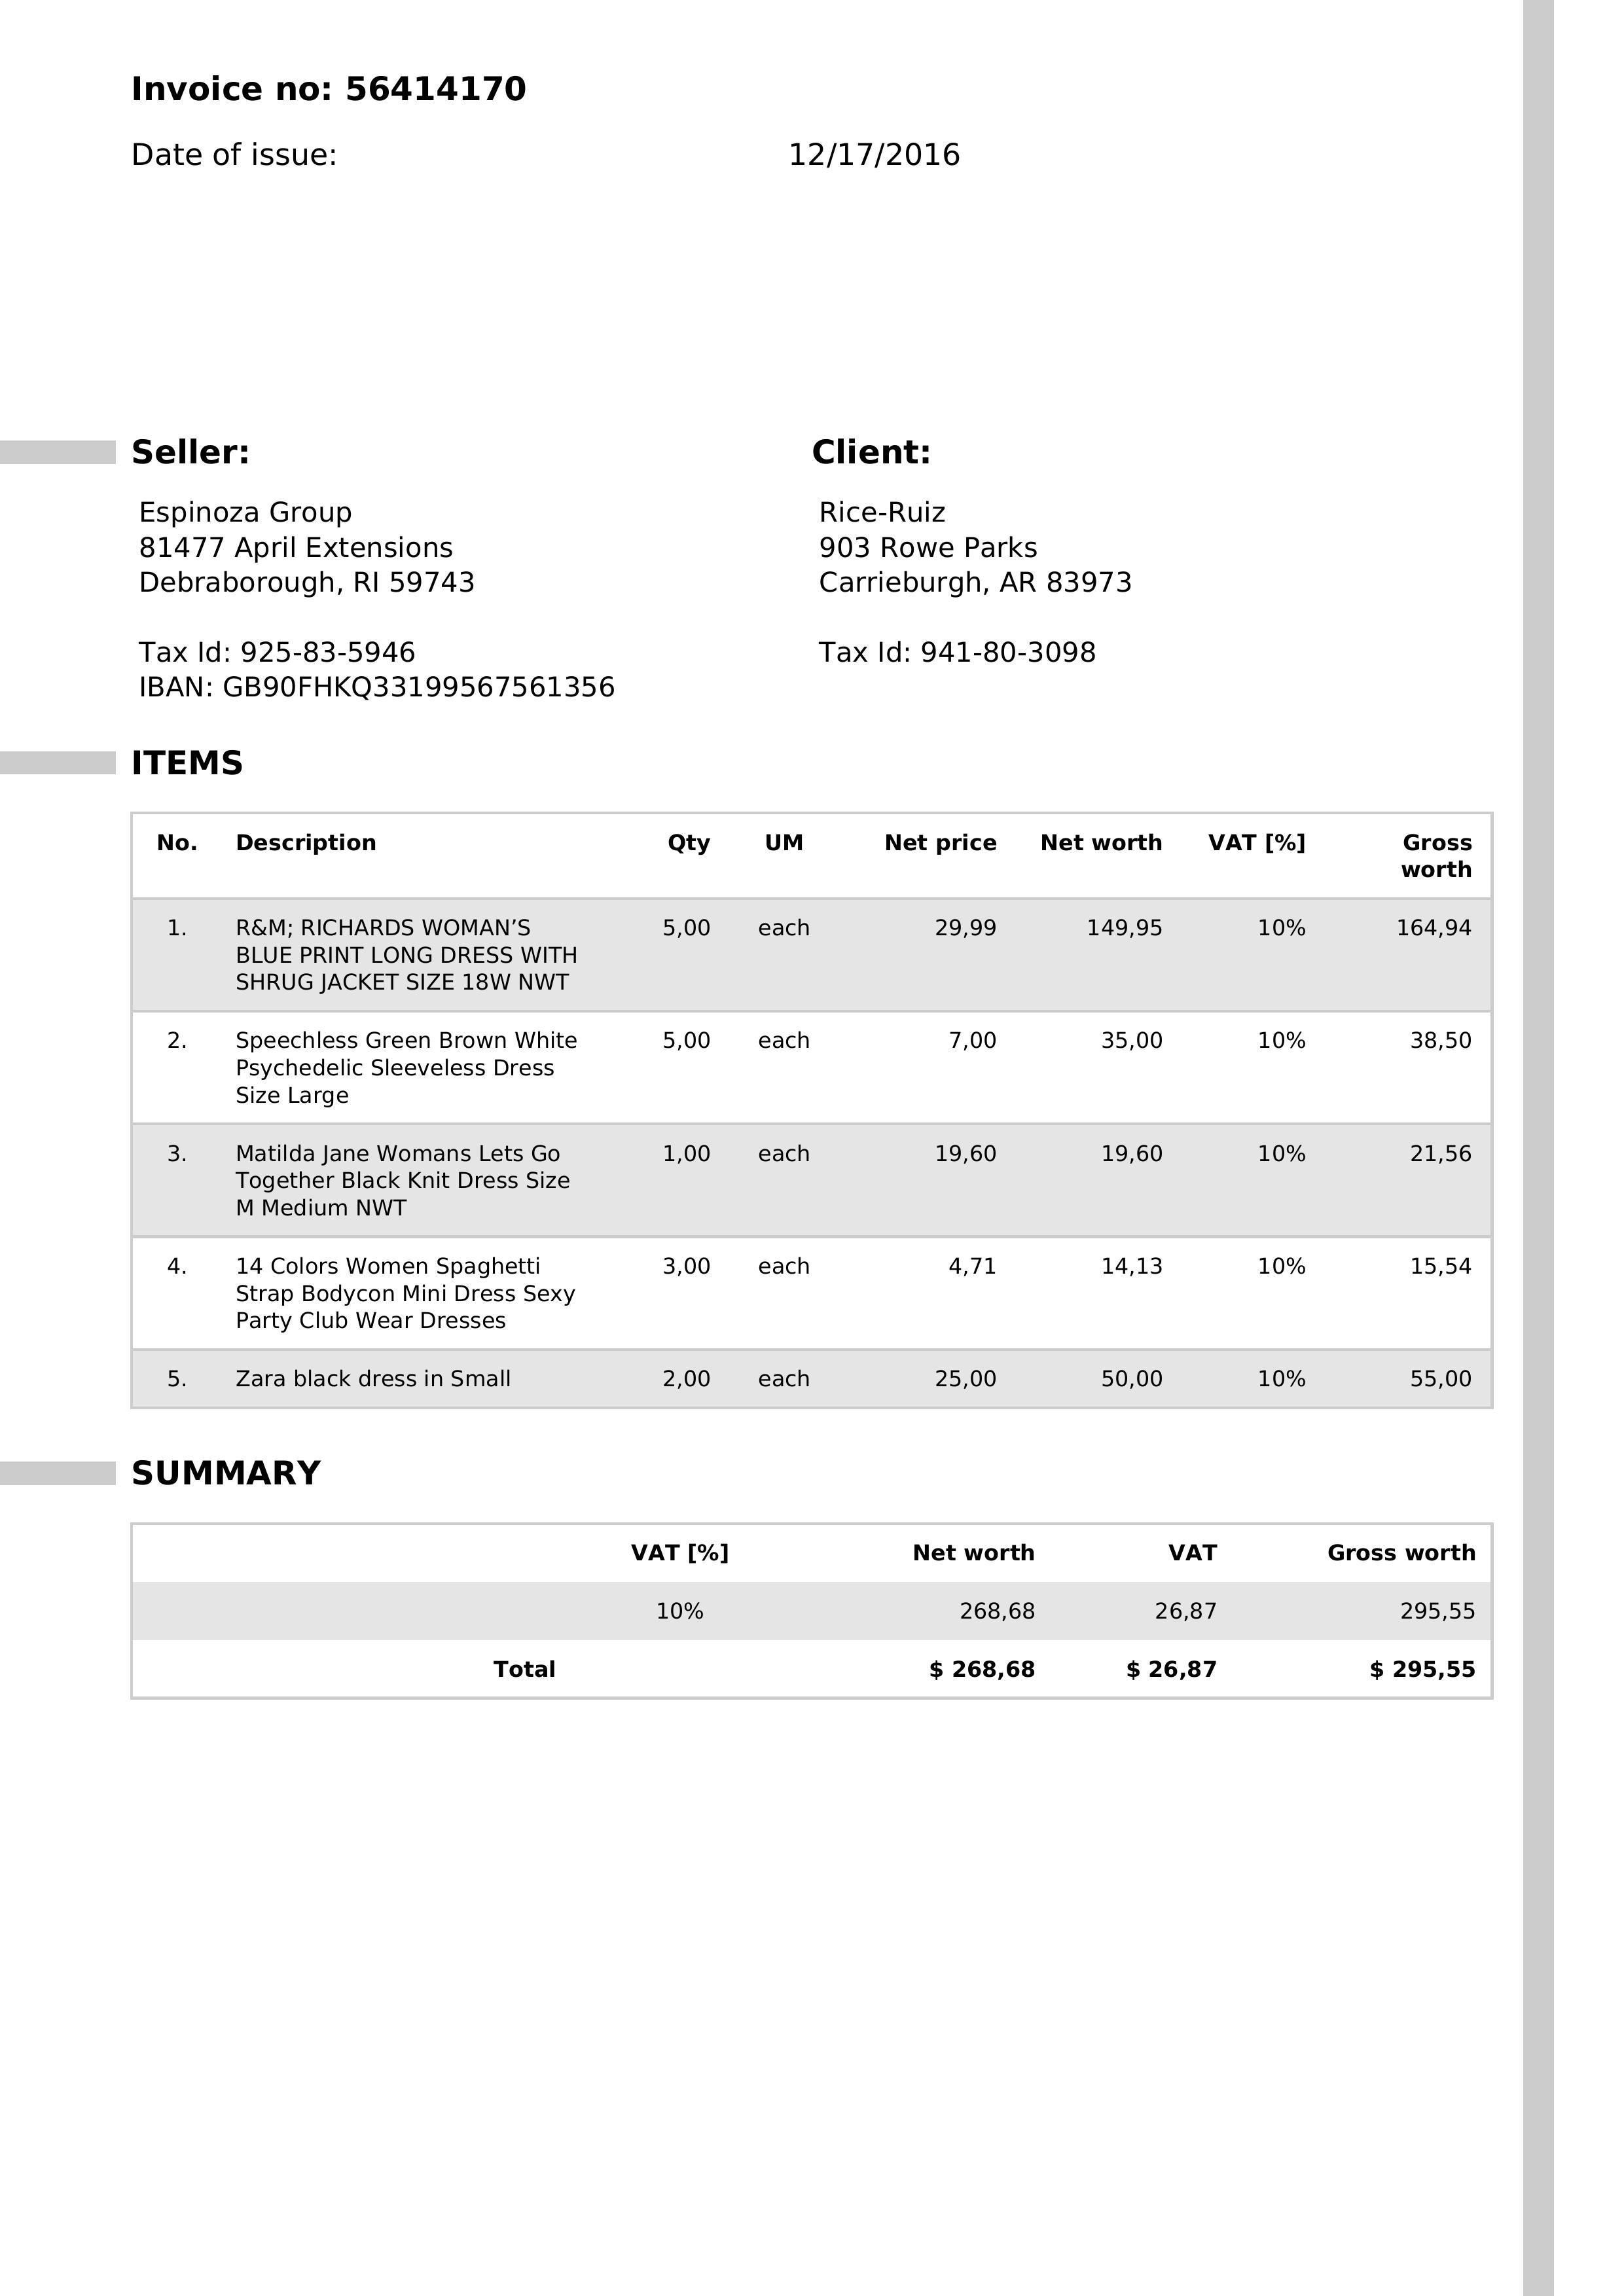 Invoice no: 56414170
Date of issue: 12/17/2016
Seller: Client:
Espinoza Group Rice-Ruiz
81477 April Extensions 903 Rowe Parks
Debraborough, RI 59743 Carrieburgh, AR 83973
Tax Id: 925-83-5946 Tax Id: 941-80-3098
IBAN: GB90FHKQ33199567561356
ITEMS
No. Description Qty UM Net price Net worth VAT [%] Gross
worth
1. R&M; RICHARDS WOMAN’S 5,00 each 29,99 149,95 10% 164,94
BLUE PRINT LONG DRESS WITH
SHRUG JACKET SIZE 18W NWT
2. Speechless Green Brown White 5,00 each 7,00 35,00 10% 38,50
Psychedelic Sleeveless Dress
Size Large
3. Matilda Jane Womans Lets Go 1,00 each 19,60 19,60 10% 21,56
Together Black Knit Dress Size
M Medium NWT
4. 14 Colors Women Spaghetti 3,00 each 4,71 14,13 10% 15,54
Strap Bodycon Mini Dress Sexy
Party Club Wear Dresses
5. Zara black dress in Small 2,00 each 25,00 50,00 10% 55,00
SUMMARY
VAT [%] Net worth VAT Gross worth
10% 268,68 26,87 295,55
Total $ 268,68 $ 26,87 $ 295,55